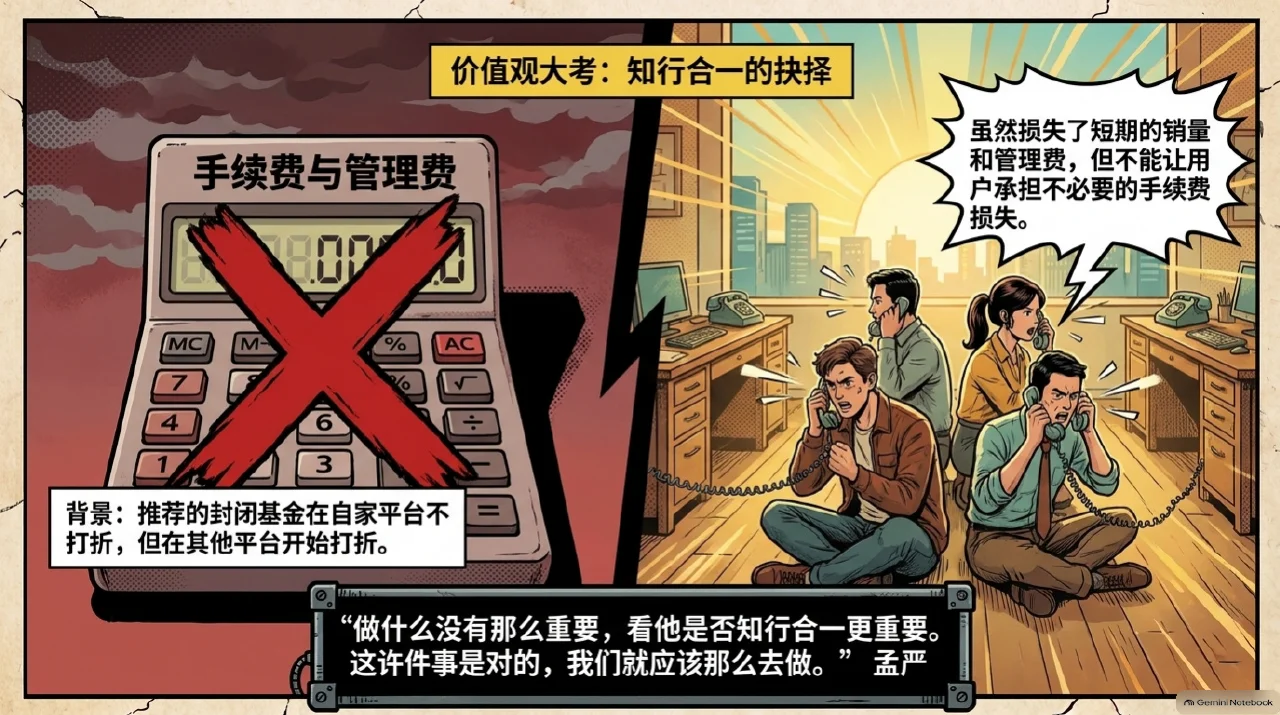 价值观大考：知行合一的抉择
手续费与管理费
MC
%
AC
7
%
√
4
6
÷
1
3
=
背景：推荐的封闭基金在自家平台不
打折，但在其他平台开始打折。
虽然损失了短期的销量
和管理费，但不能让用
户承担不必要的手续费
损失。
“做什么没有那么重要，看他是否知行合一更重要。
这许件事是对的，我们就应该那么去做。” 孟严
Gemini Notebook